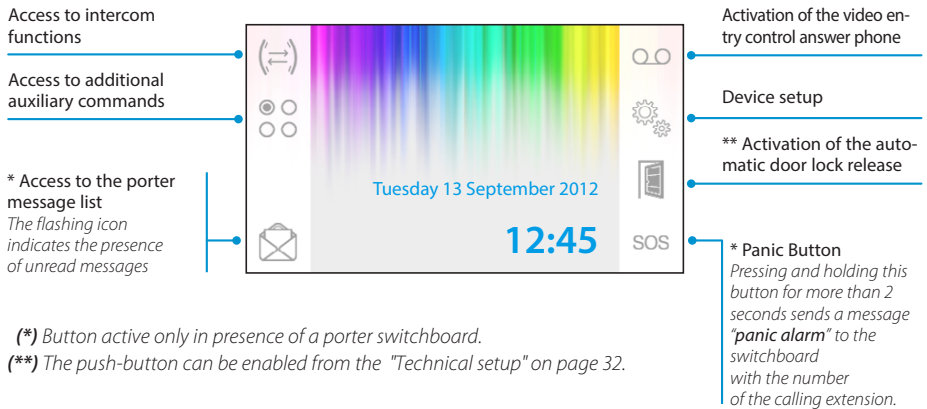 Access to intercom
functions
Access to additional
auxiliary commands
* Access to the porter
message list
The flashing icon
indicates the presence
of unread messages
Tuesday 13 September 2012
12:45
SOS
Activation of the video en-
try control answer phone
Device setup
** Activation of the auto-
matic door lock release
* Panic Button
Pressing and holding this
button for more than 2
seconds sends a message
“panic alarm” to the
switchboard
with the number
of the calling extension.
(*) Button active only in presence of a porter switchboard.
(**) The push-button can be enabled from the "Technical setup" on page 32.